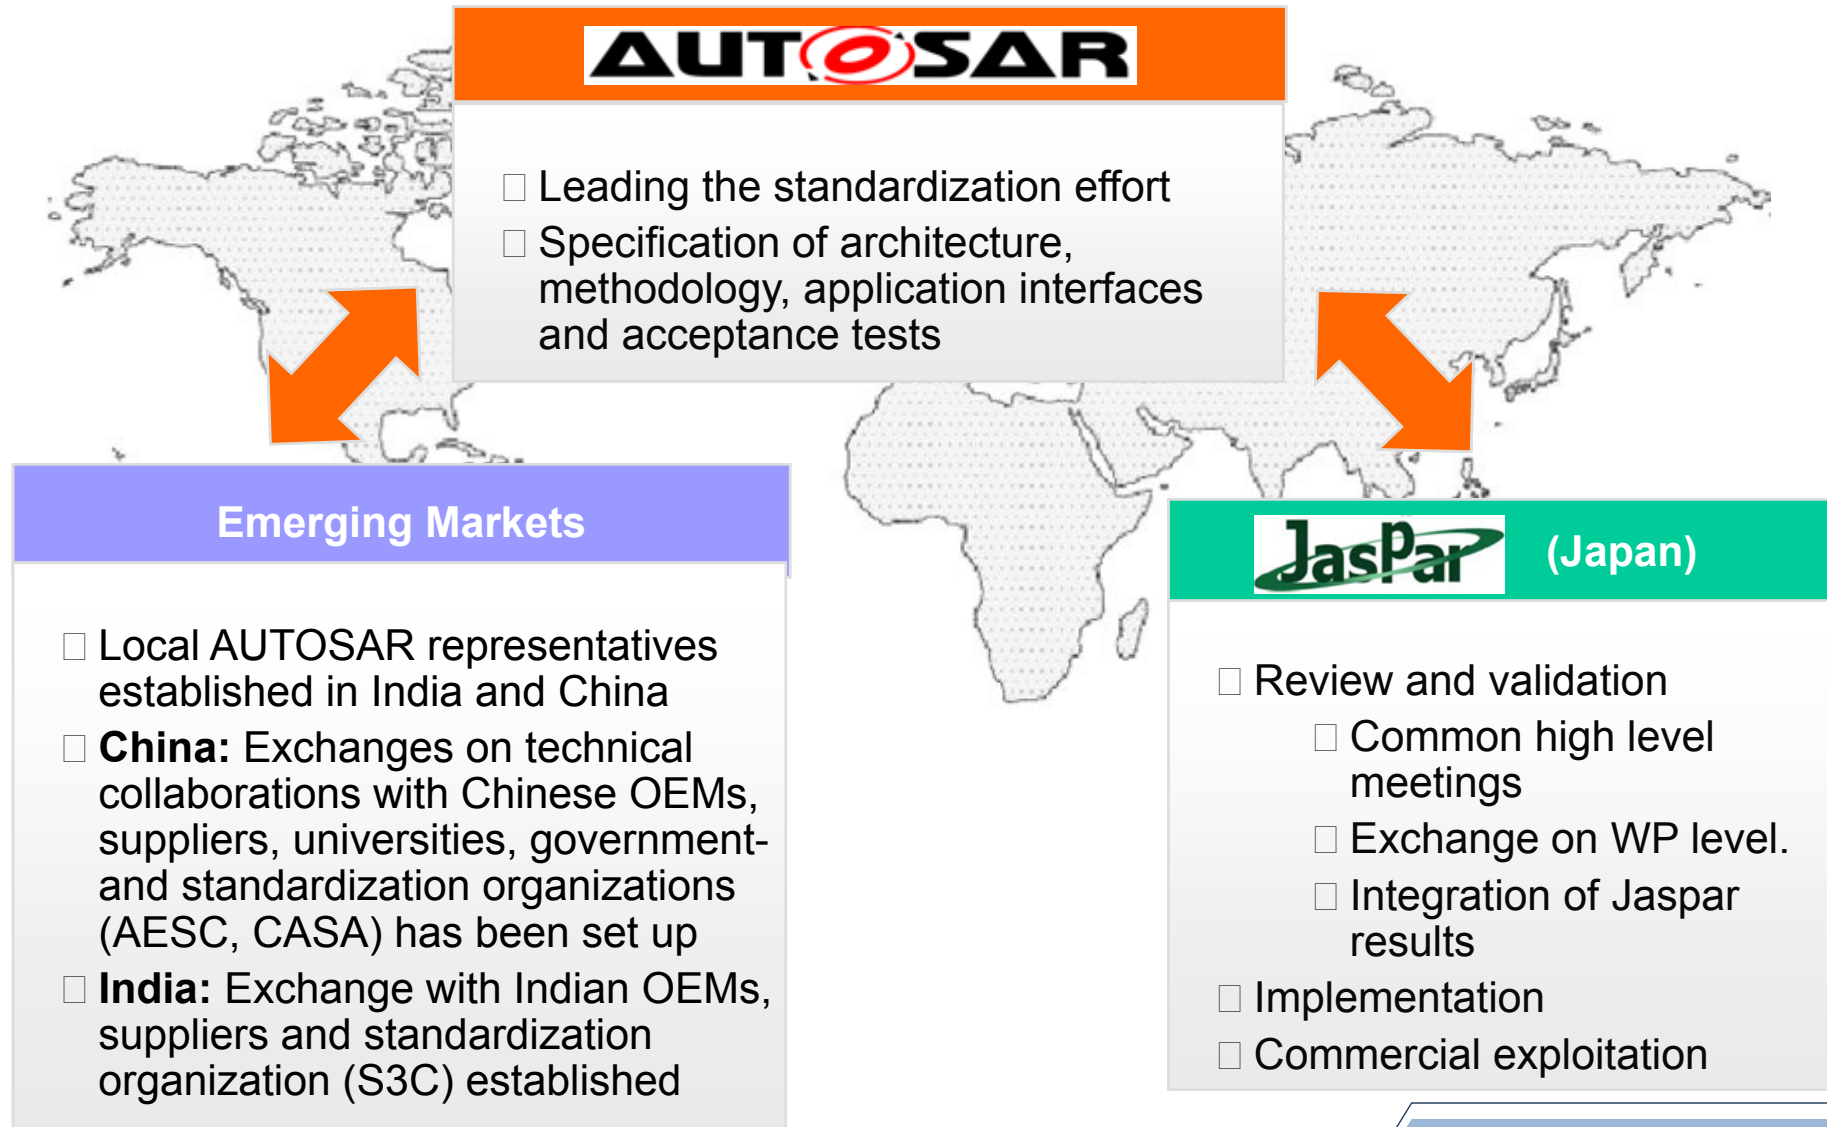 AUTOSAR
□ Leading the standardization effort
□ Specification of architecture,
methodology, application interfaces
and acceptance tests
Emerging Markets
□ Local AUTOSAR representatives
established in India and China
□ China: Exchanges on technical
collaborations with Chinese OEMs,
suppliers, universities, government-
and standardization organizations
(AESC, CASA) has been set up
□ India: Exchange with Indian OEMs,
suppliers and standardization
organization (S3C) established
JasPar (Japan)
□ Review and validation
□ Common high level
meetings
□ Exchange on WP level.
□ Integration of Jaspar
results
□ Implementation
□ Commercial exploitation